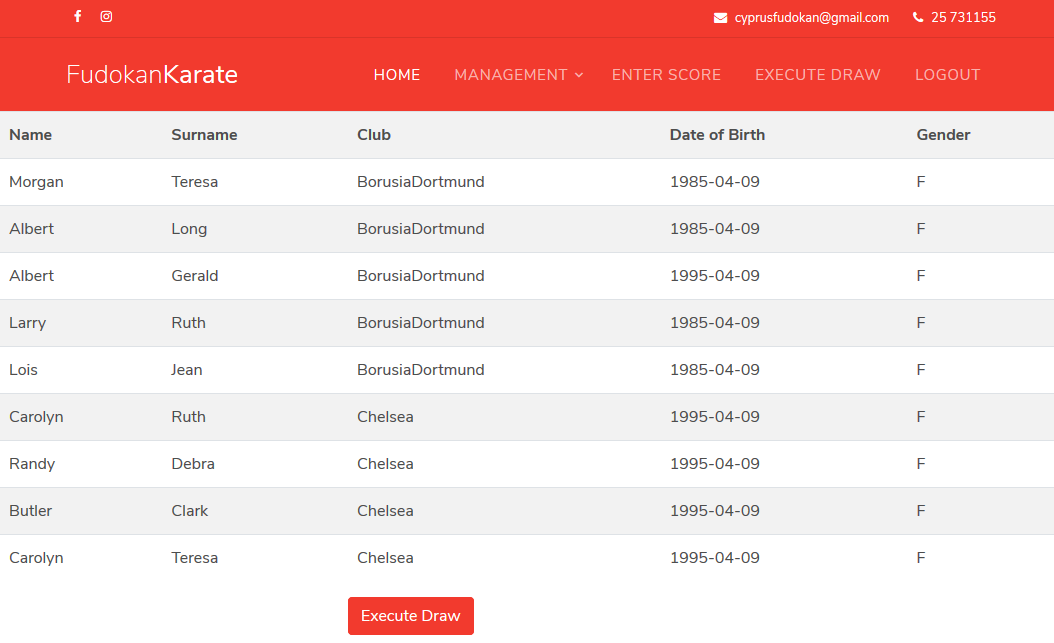 cyprusfudokan@gmail.com 25 731155
FudokanKarate HOME MANAGEMENT ENTER SCORE EXECUTE DRAW LOGOUT
Name Surname Club Date of Birth Gender
Morgan Teresa BorusiaDortmund 1985-04-09 F
Albert Long BorusiaDortmund 1985-04-09 F
Albert Gerald BorusiaDortmund 1995-04-09 F
Larry Ruth BorusiaDortmund 1985-04-09 F
Lois Jean BorusiaDortmund 1985-04-09 F
Carolyn Ruth Chelsea 1995-04-09 F
Randy Debra Chelsea 1995-04-09 F
Butler Clark Chelsea 1995-04-09 F
Carolyn Teresa Chelsea 1995-04-09 F
Execute Draw